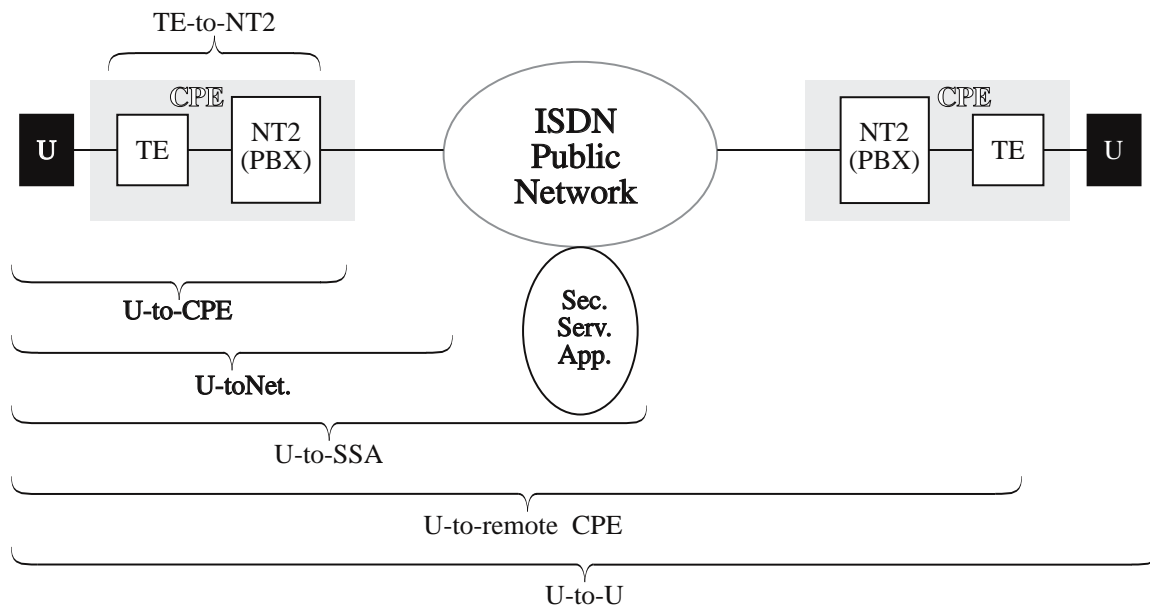 TE-to-NT2
CPE
CPE
U
TE
NT2
(PBX)
ISDN
Public
Network
NT2
(PBX)
TE
U
Sec.
Serv.
App.
U-to-CPE
U-toNet.
U-to-SSA
U-to-remote CPE
U-to-U